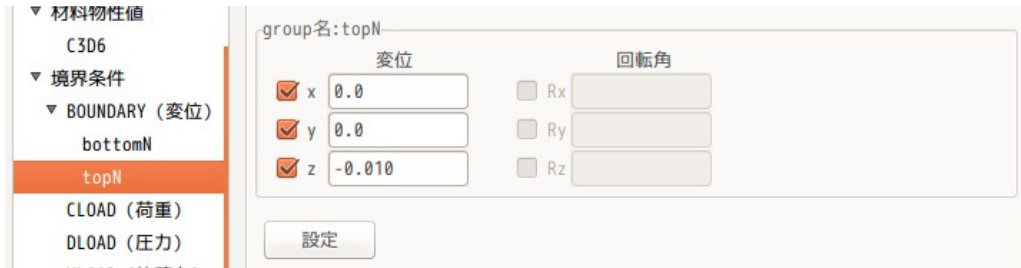 材料物性値
C3D6
境界条件
BOUNDARY (変位)
bottomN
topN
CLOAD (荷重)
DLOAD (圧力)
group名:topN
変位 回転角
x 0.0 Rx
y 0.0 Ry
z -0.010 Rz
設定